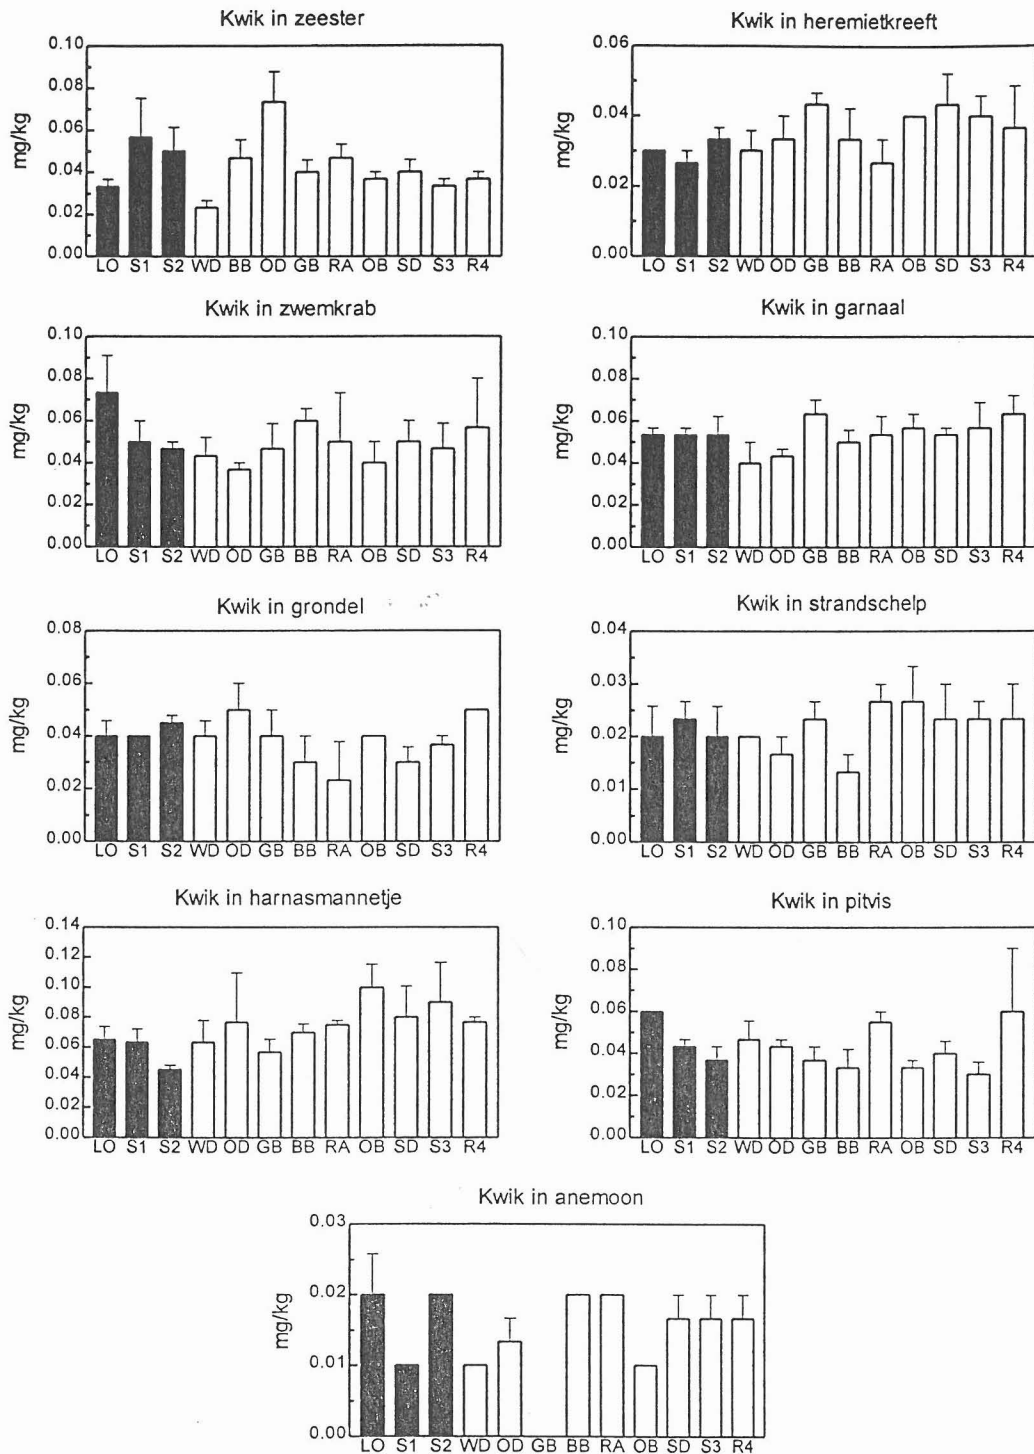 Kwik in zeester
0.10
0.08
0.06
0.04
0.02
0.00
mg/kg
LO S1 S2 WD BB OD GB RA OB SD S3 R4
Kwik in heremietkreeft
0.06
0.04
0.02
0.00
mg/kg
LO S1 S2 WD OD GB BB RA OB SD S3 R4
Kwik in zwemkrab
0.10
0.08
0.06
0.04
0.02
0.00
mg/kg
LO S1 S2 WD OD GB BB RA OB SD S3 R4
Kwik in garnaal
0.10
0.08
0.06
0.04
0.02
0.00
mg/kg
LO S1 S2 WD OD GB BB RA OB SD S3 R4
Kwik in grondel
0.08
0.06
0.04
0.02
0.00
mg/kg
LO S1 S2 WD OD GB BB RA OB SD S3 R4
Kwik in strandschelp
0.04
0.03
0.02
0.01
0.00
mg/kg
LO S1 S2 WD OD GB BB RA OB SD S3 R4
Kwik in harnasmannetje
0.14
0.12
0.10
0.08
0.06
0.04
0.02
0.00
mg/kg
LO S1 S2 WD OD GB BB RA OB SD S3 R4
Kwik in pitvis
0.10
0.08
0.06
0.04
0.02
0.00
mg/kg
LO S1 S2 WD OD GB BB RA OB SD S3 R4
Kwik in anemoon
0.03
0.02
0.01
0.00
mg/kg
LO S1 S2 WD OD GB BB RA OB SD S3 R4